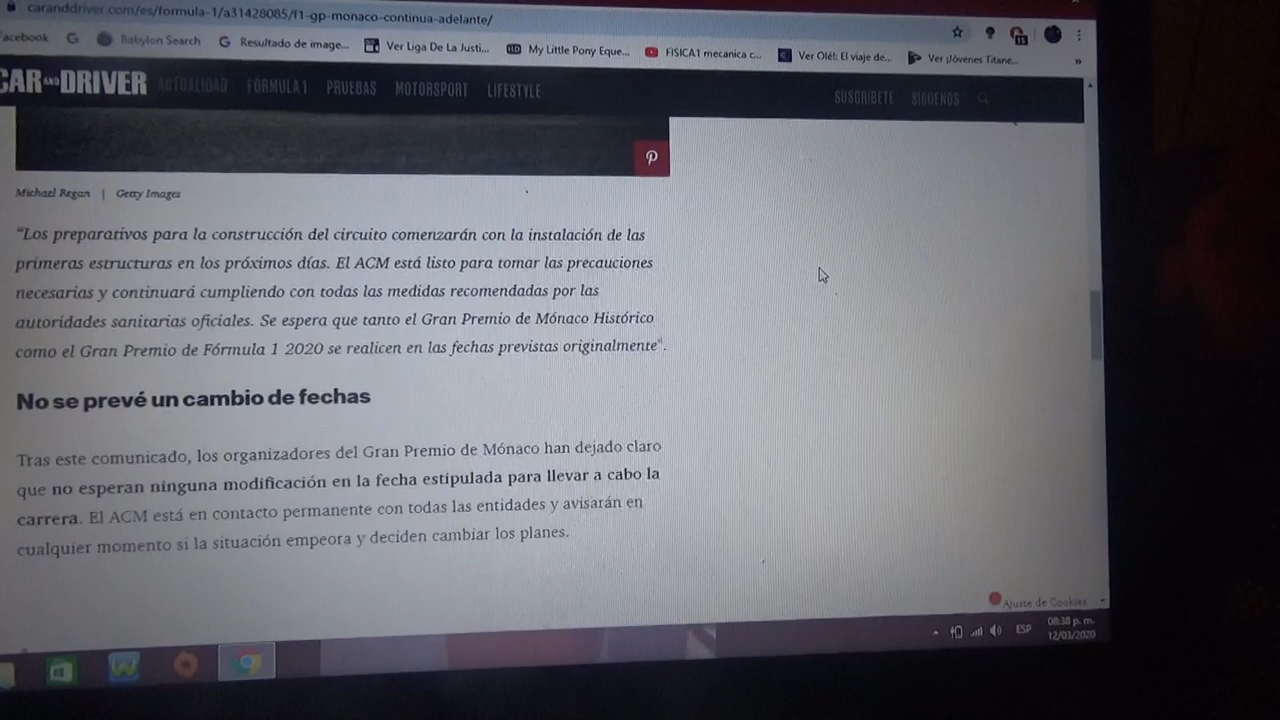 caranddriver.com/es/formula-1/a31428085/f1-gp-monaco-continua-adelante/
Facebook Babylon Search Resultado de image... Ver Liga De La Justi... My Little Pony Eque... FISICA1 mecanica c... Ver Olé!: El viaje de... Ver ¡Jóvenes Titane... »
CAR AND DRIVER ACTUALIDAD FÓRMULA 1 PRUEBAS MOTORSPORT LIFESTYLE SUSCRÍBETE SÍGUENOS
Michael Regan | Getty Images
"Los preparativos para la construcción del circuito comenzarán con la instalación de las
primeras estructuras en los próximos días. El ACM está listo para tomar las precauciones
necesarias y continuará cumpliendo con todas las medidas recomendadas por las
autoridades sanitarias oficiales. Se espera que tanto el Gran Premio de Mónaco Histórico
como el Gran Premio de Fórmula 1 2020 se realicen en las fechas previstas originalmente".
No se prevé un cambio de fechas
Tras este comunicado, los organizadores del Gran Premio de Mónaco han dejado claro
que no esperan ninguna modificación en la fecha estipulada para llevar a cabo la
carrera. El ACM está en contacto permanente con todas las entidades y avisarán en
cualquier momento si la situación empeora y deciden cambiar los planes.
Ajuste de Cookies
ESP 08:38 p. m.
12/03/2020